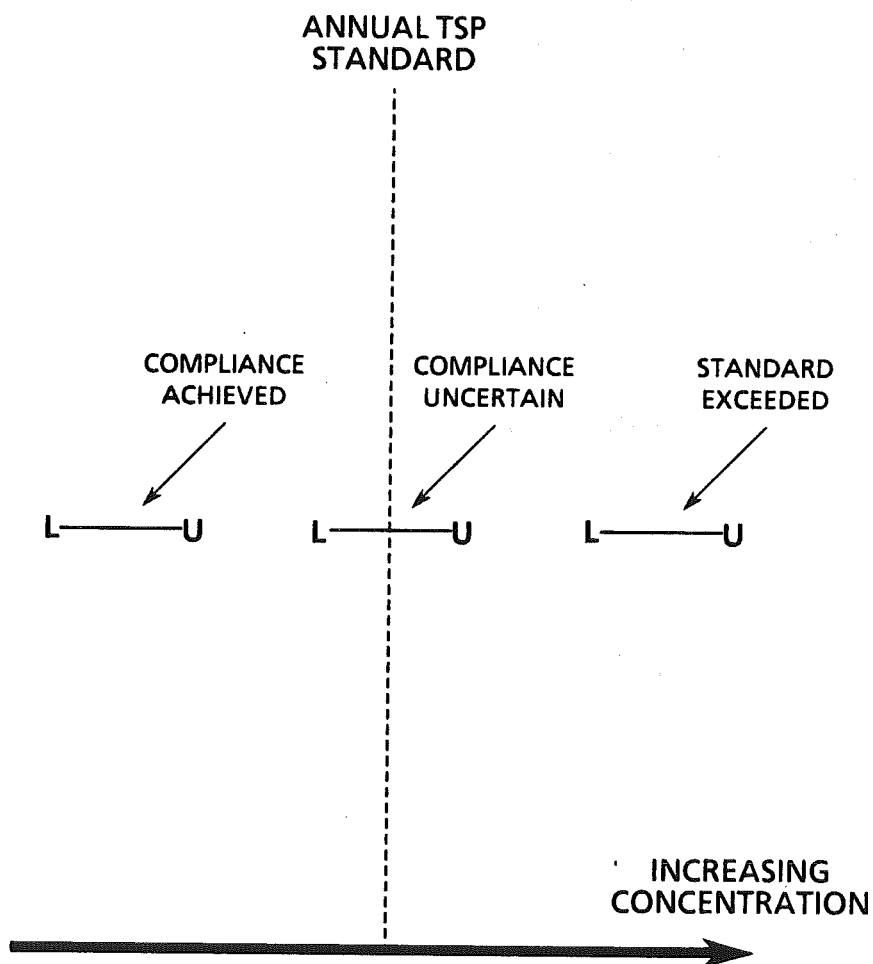 ANNUAL TSP
STANDARD
COMPLIANCE
ACHIEVED
COMPLIANCE
UNCERTAIN
STANDARD
EXCEEDED
L U
L U
L U
INCREASING
CONCENTRATION